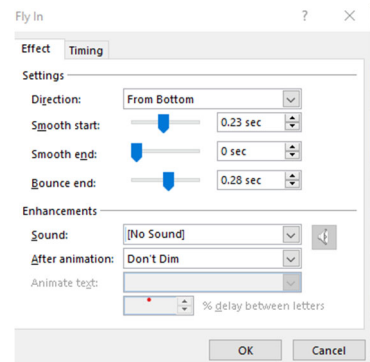 Fly In ? ×
Effect Timing
Settings
Direction: From Bottom
Smooth start: 0.23 sec
Smooth end: 0 sec
Bounce end: 0.28 sec
Enhancements
Sound: [No Sound]
After animation: Don't Dim
Animate text:
% delay between letters
OK Cancel